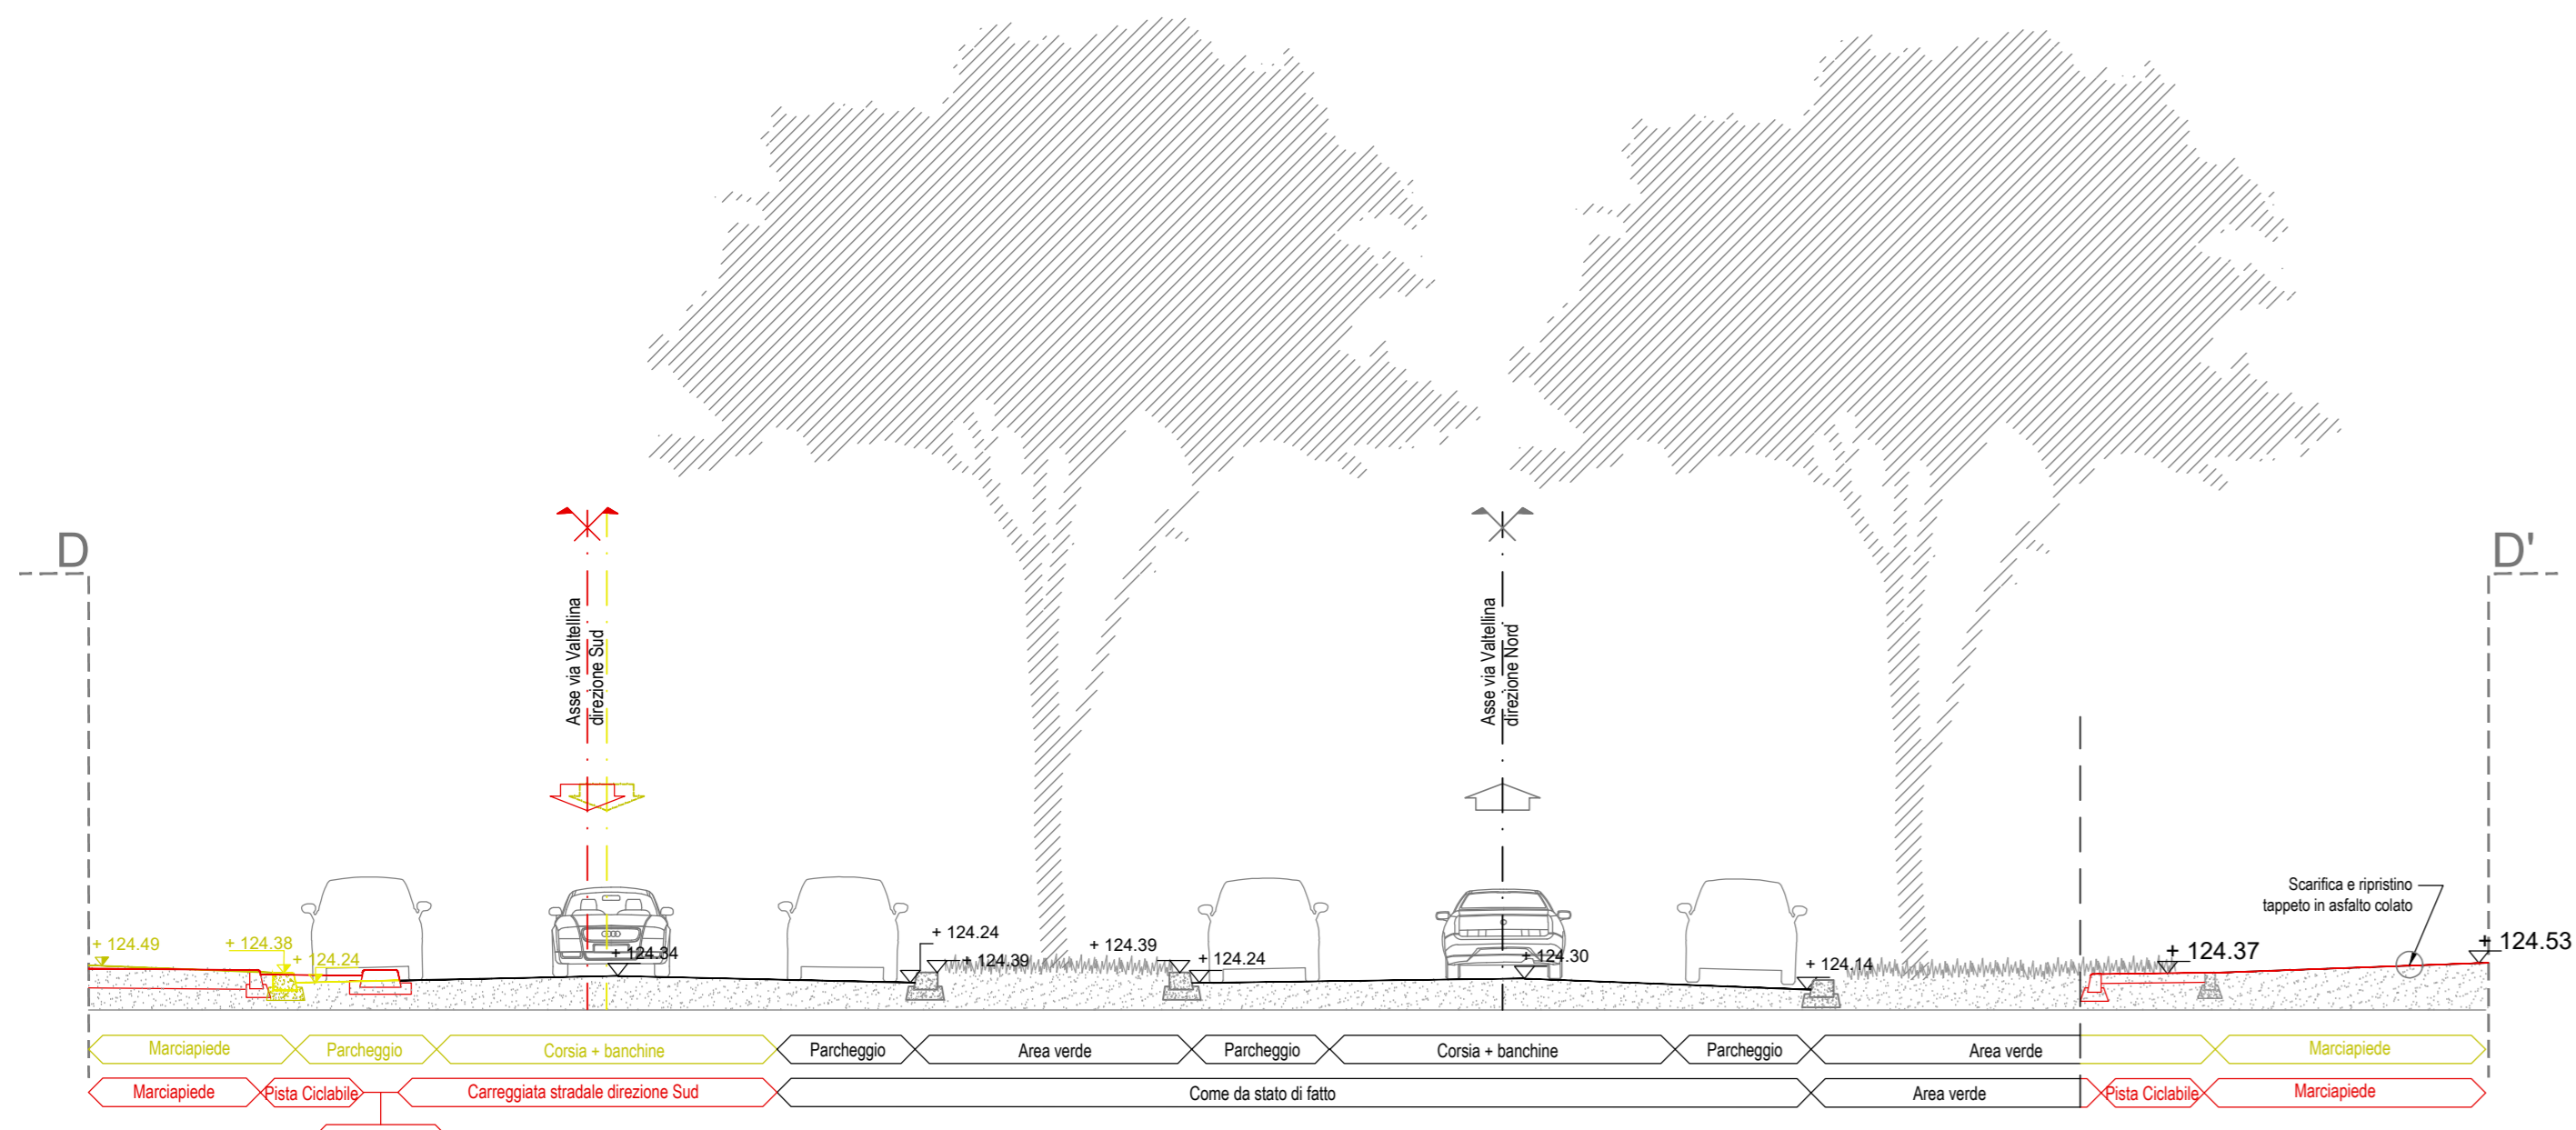 D
D'
Asse via Valtellina
direzione Sud
Asse via Valtellina
direzione Nord
Scarifica e ripristino
tappeto in asfalto colato
+ 124.49
+ 124.38
+ 124.24
+ 124.34
+ 124.24
+ 124.39
+ 124.39
+ 124.24
+ 124.30
+ 124.14
+ 124.37
+ 124.53
Marciapiede
Parcheggio
Corsia + banchine
Parcheggio
Area verde
Parcheggio
Corsia + banchine
Parcheggio
Area verde
Marciapiede
Marciapiede
Pista Ciclabile
Carreggiata stradale direzione Sud
Come da stato di fatto
Area verde
Pista Ciclabile
Marciapiede